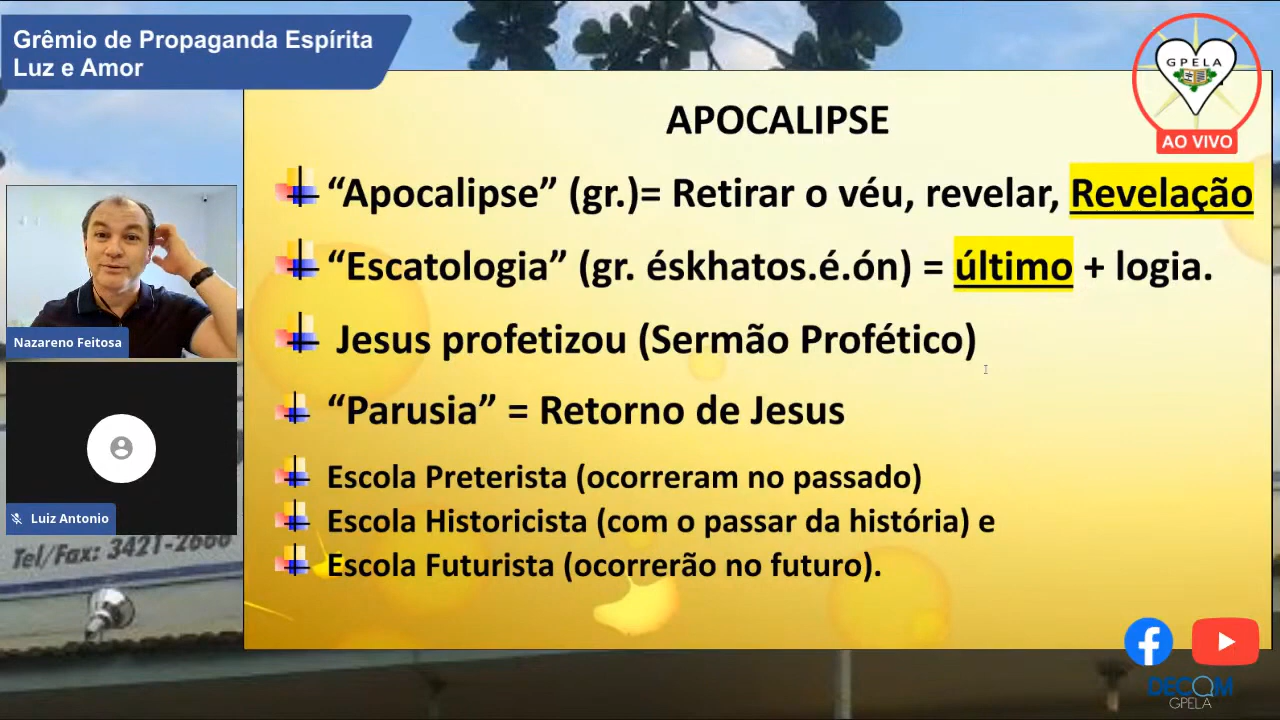 Grêmio de Propaganda Espírita
Luz e Amor
GPELA
AO VIVO
APOCALIPSE
“Apocalipse” (gr.)= Retirar o véu, revelar, Revelação
“Escatologia” (gr. éskhatos.é.ón) = último + logia.
Jesus profetizou (Sermão Profético)
“Parusia” = Retorno de Jesus
Escola Preterista (ocorreram no passado)
Escola Historicista (com o passar da história) e
Escola Futurista (ocorrerão no futuro).
Nazareno Feitosa
Luiz Antonio
Tel/Fax: 3421-2666
DECOM
GPELA